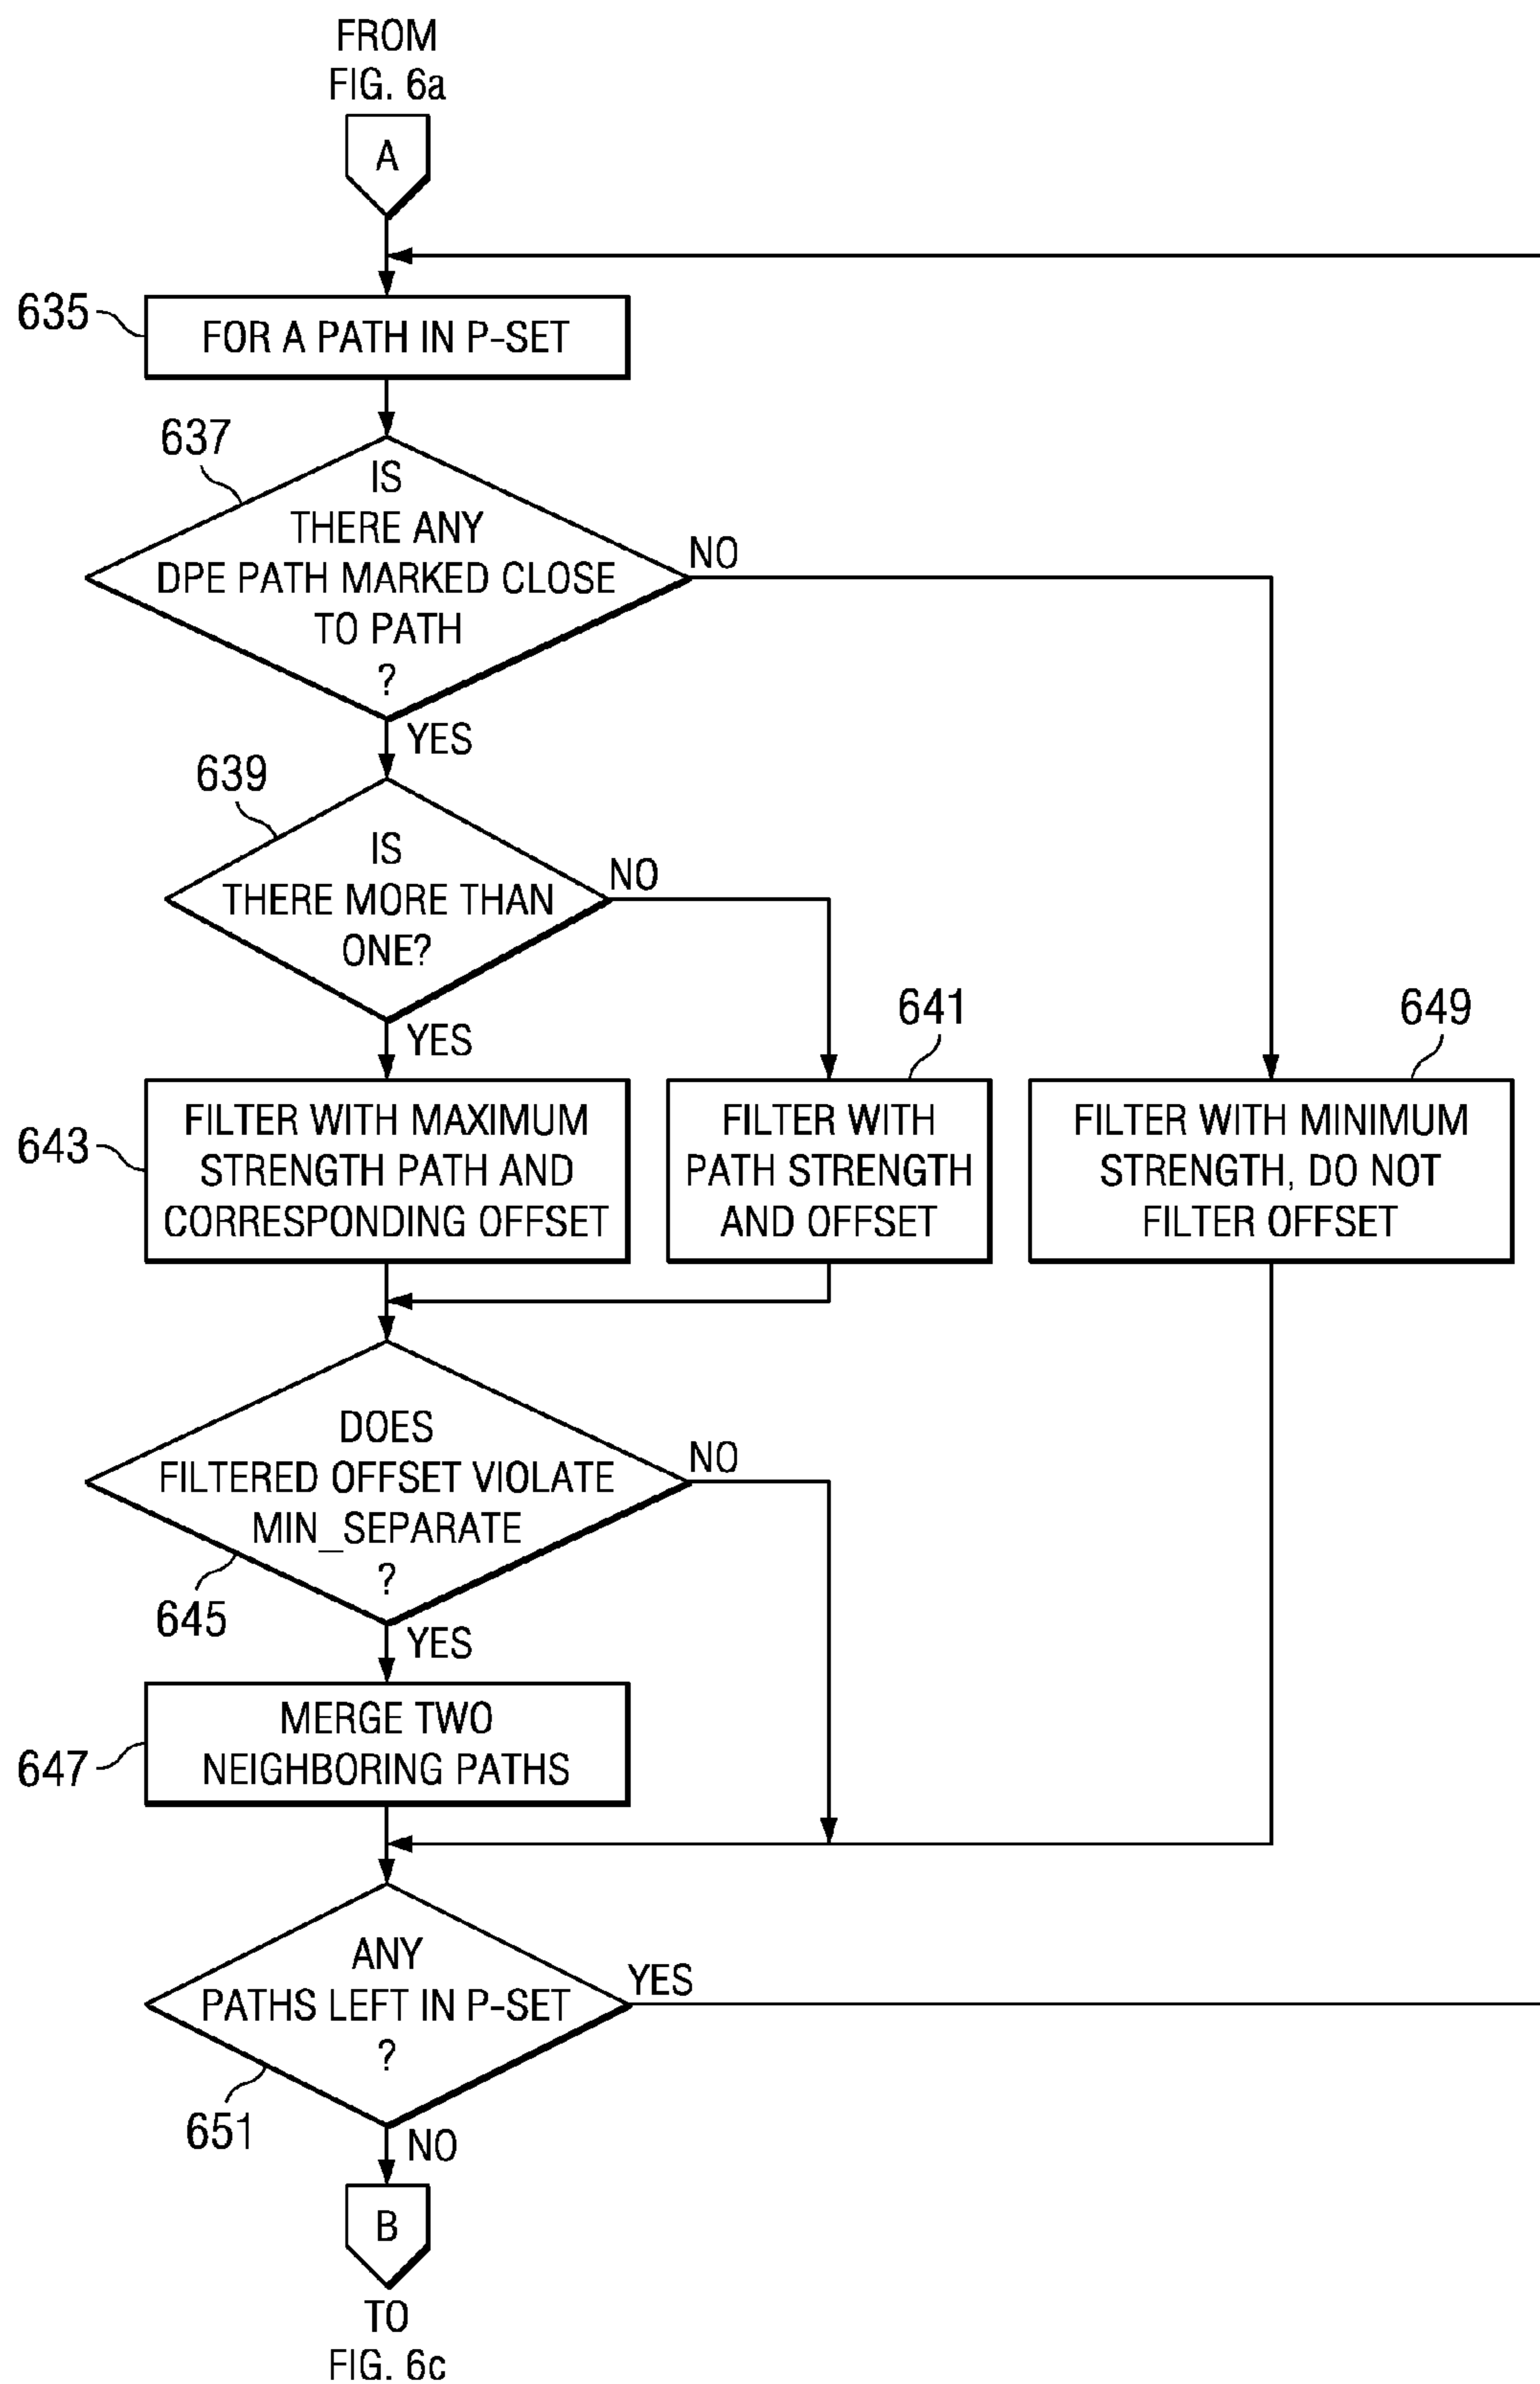 FROM
FIG. 6a
A
635
FOR A PATH IN P-SET
637
IS
THERE ANY
DPE PATH MARKED CLOSE
TO PATH
?
NO
YES
639
IS
THERE MORE THAN
ONE?
NO
YES
641
649
643
FILTER WITH MAXIMUM
STRENGTH PATH AND
CORRESPONDING OFFSET
FILTER WITH
PATH STRENGTH
AND OFFSET
FILTER WITH MINIMUM
STRENGTH, DO NOT
FILTER OFFSET
DOES
FILTERED OFFSET VIOLATE
MIN_SEPARATE
?
NO
645
YES
647
MERGE TWO
NEIGHBORING PATHS
ANY
PATHS LEFT IN P-SET
?
YES
651
NO
B
TO
FIG. 6c